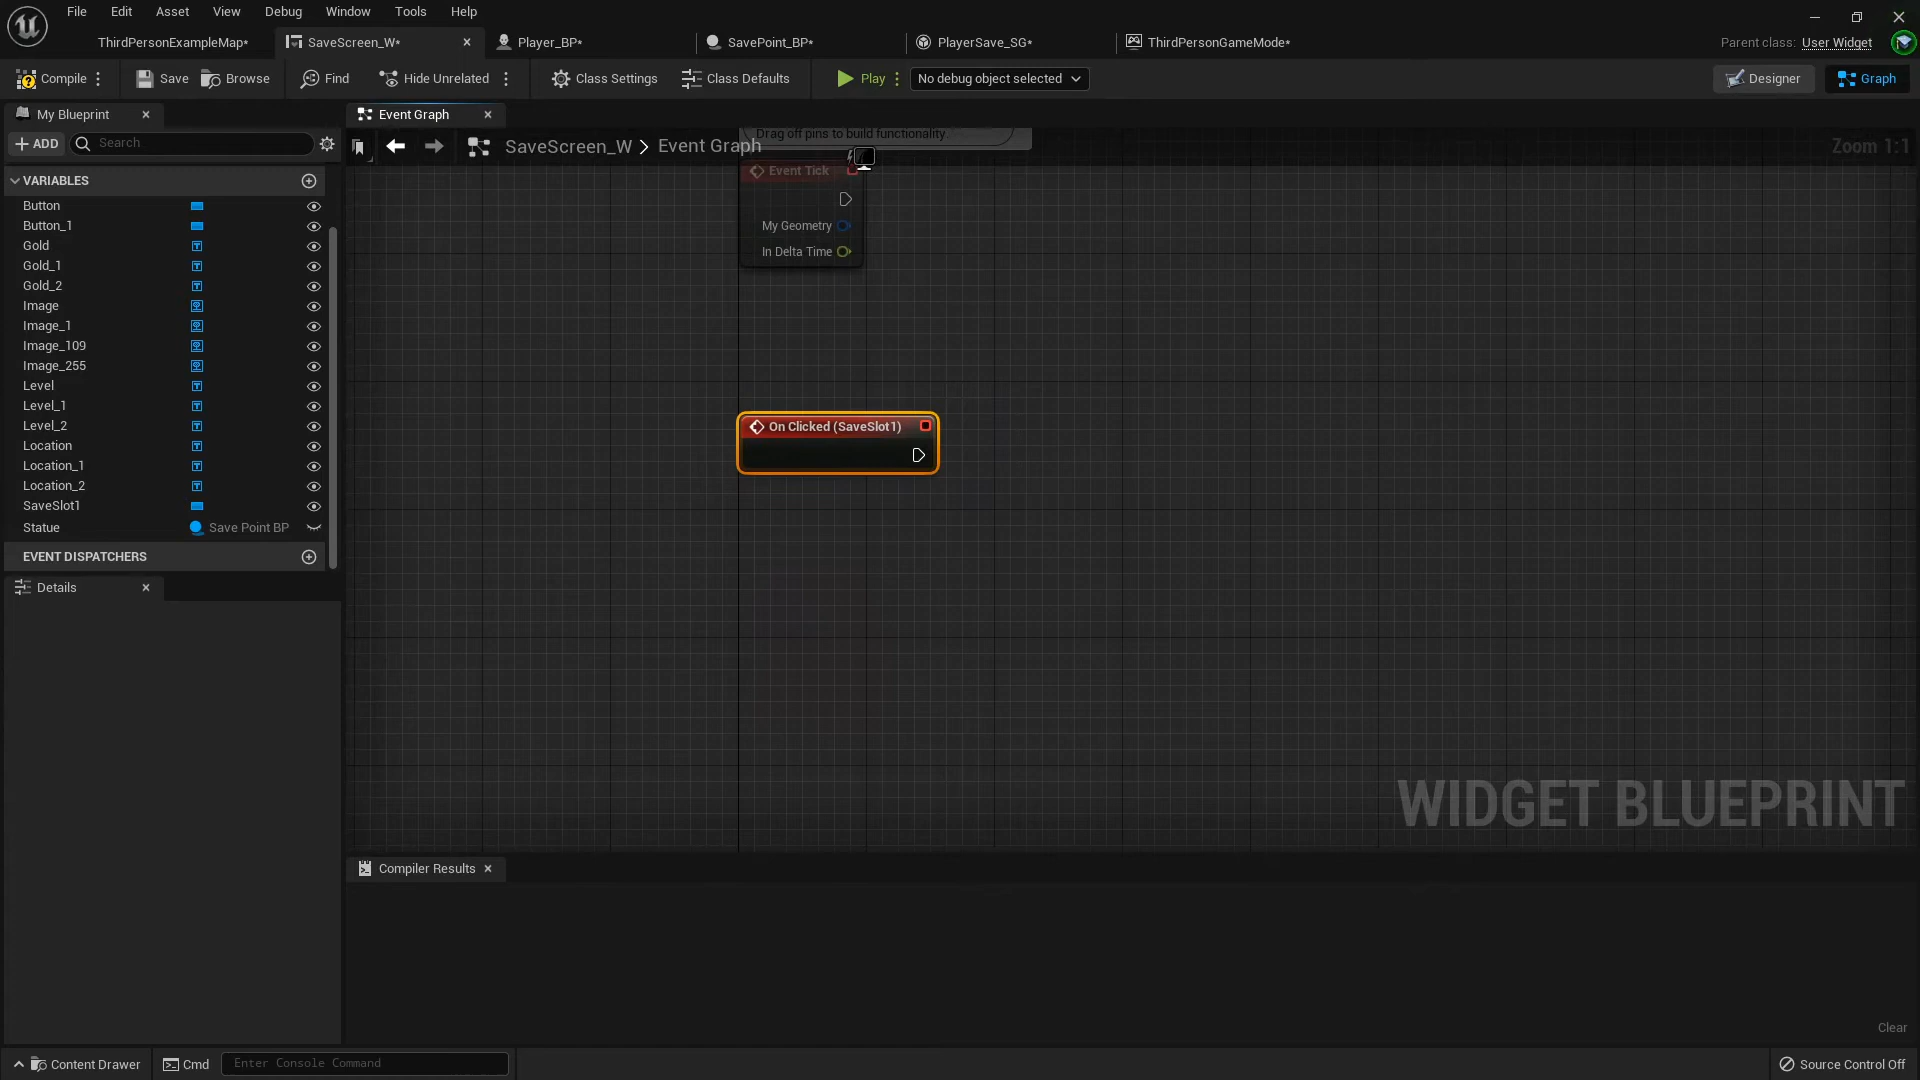 File Edit Asset View Debug Window Tools Help
ThirdPersonExampleMap* SaveScreen_W* Player_BP* SavePoint_BP* PlayerSave_SG* ThirdPersonGameMode* Parent class: User Widget
Compile Save Browse Find Hide Unrelated Class Settings Class Defaults Play No debug object selected Designer Graph
My Blueprint Event Graph
ADD Search
SaveScreen_W > Event Graph Zoom 1:1
Drag off pins to build functionality.
Event Tick
My Geometry
In Delta Time
VARIABLES
Button
Button_1
Gold
Gold_1
Gold_2
Image
Image_1
Image_109
Image_255
Level
Level_1
Level_2
Location
Location_1
Location_2
SaveSlot1
Statue Save Point BP
EVENT DISPATCHERS
Details
On Clicked (SaveSlot1)
WIDGET BLUEPRINT
Compiler Results
Clear
Content Drawer Cmd Enter Console Command Source Control Off